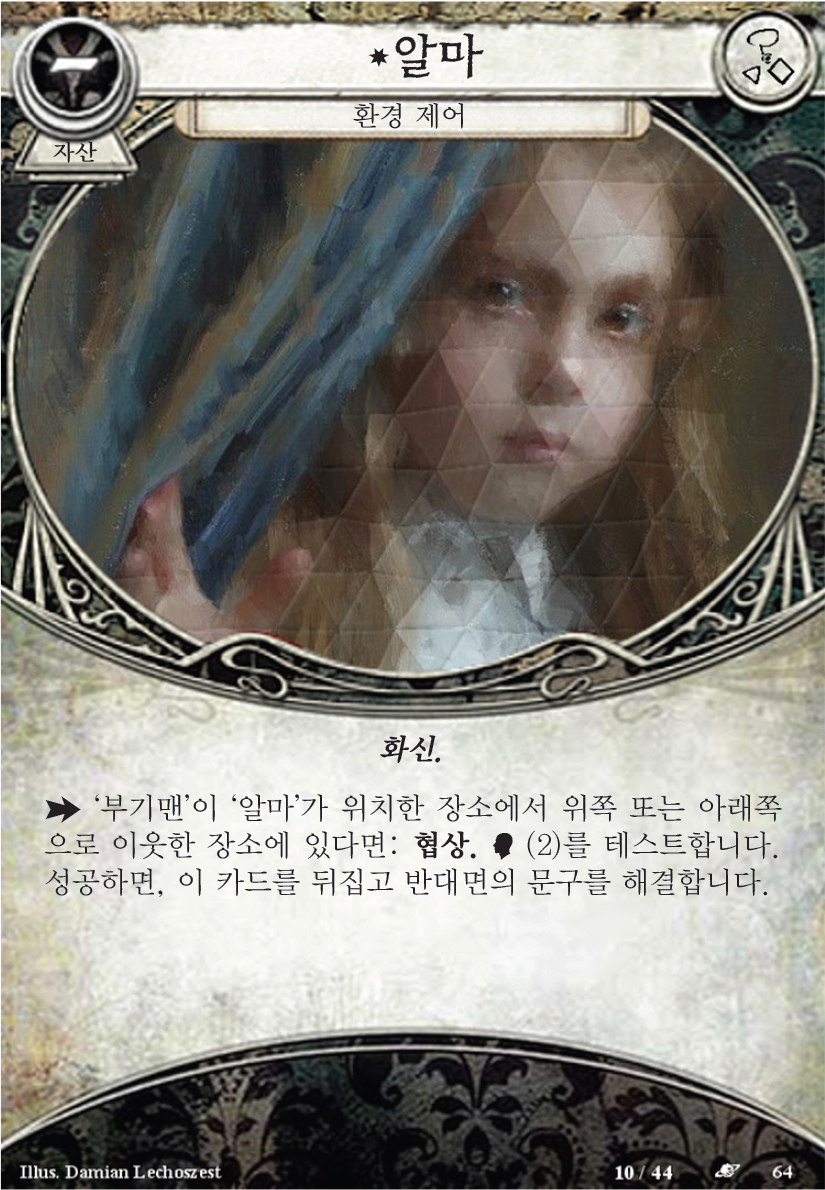 ✷알마
환경 제어
자산
화신.
‘부기맨’이 ‘알마’가 위치한 장소에서 위쪽 또는 아래쪽
으로 이웃한 장소에 있다면: 협상. (2)를 테스트합니다.
성공하면, 이 카드를 뒤집고 반대면의 문구를 해결합니다.
Illus. Damian Lechoszest
10 / 44
64